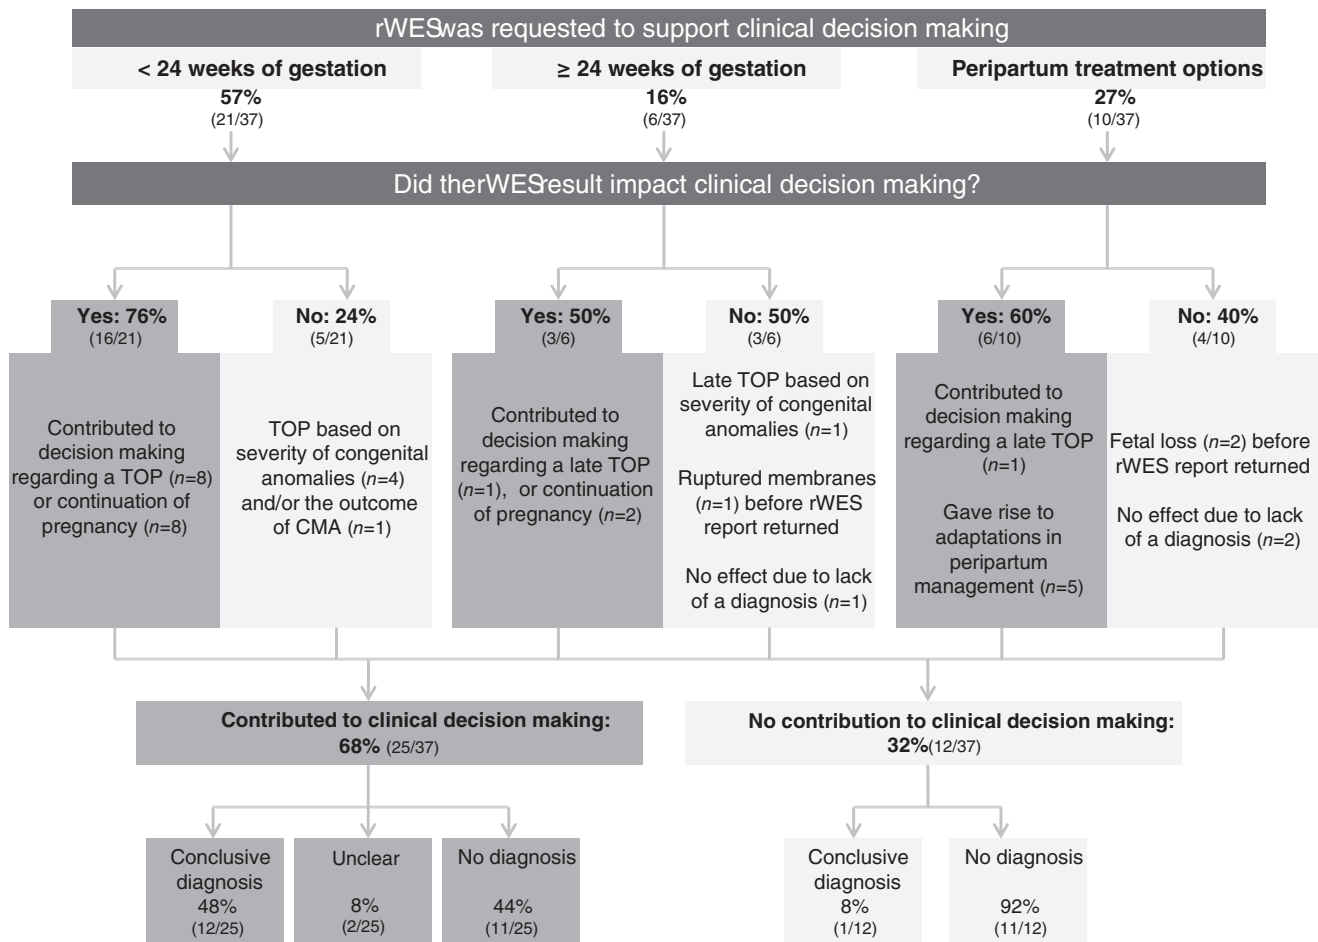 rWES was requested to support clinical decision making
< 24 weeks of gestation
57%
(21/37)
≥ 24 weeks of gestation
16%
(6/37)
Peripartum treatment options
27%
(10/37)
Did the rWES result impact clinical decision making?
Yes: 76%
(16/21)
No: 24%
(5/21)
Yes: 50%
(3/6)
No: 50%
(3/6)
Yes: 60%
(6/10)
No: 40%
(4/10)
Contributed to
decision making
regarding a TOP (n=8)
or continuation of
pregnancy (n=8)
TOP based on
severity of congenital
anomalies (n=4)
and/or the outcome
of CMA (n=1)
Contributed to
decision making
regarding a late TOP
(n=1), or continuation
of pregnancy (n=2)
Late TOP based on
severity of congenital
anomalies (n=1)
Ruptured membranes
(n=1) before rWES
report returned
No effect due to lack
of a diagnosis (n=1)
Contributed to
decision making
regarding a late TOP
(n=1)
Gave rise to
adaptations in
peripartum
management (n=5)
Fetal loss (n=2) before
rWES report returned
No effect due to lack
of a diagnosis (n=2)
Contributed to clinical decision making:
68% (25/37)
No contribution to clinical decision making:
32%(12/37)
Conclusive
diagnosis
48%
(12/25)
Unclear
8%
(2/25)
No diagnosis
44%
(11/25)
Conclusive
diagnosis
8%
(1/12)
No diagnosis
92%
(11/12)